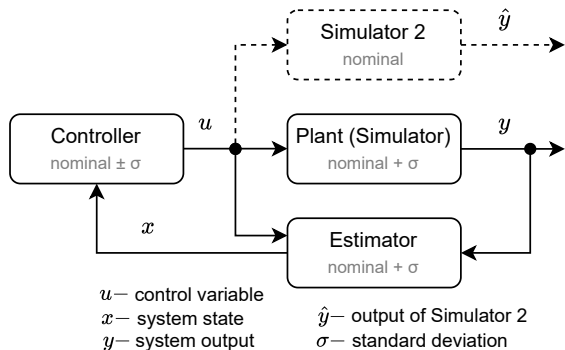 Simulator 2
nominal
ŷ
Controller
nominal ± σ
u
Plant (Simulator)
nominal + σ
y
x
Estimator
nominal + σ
u– control variable
x– system state
y– system output
ŷ– output of Simulator 2
σ– standard deviation